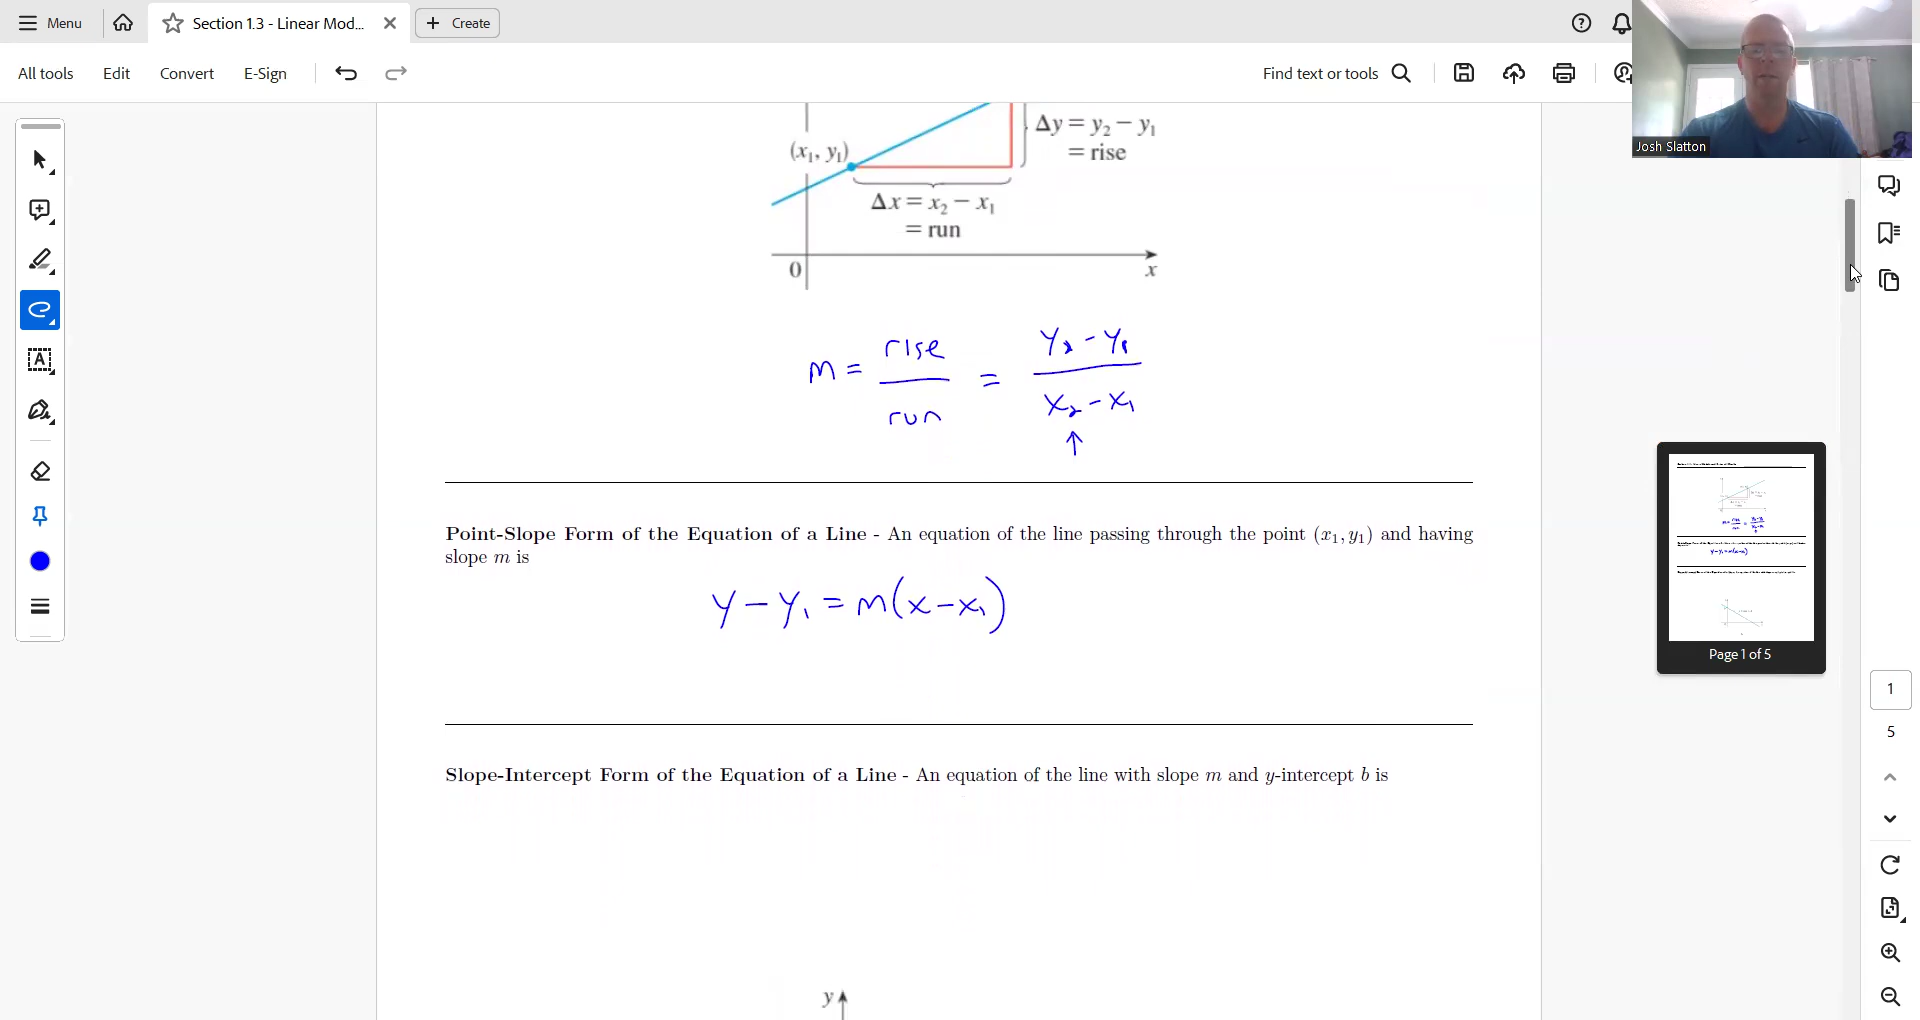 Menu
Section 1.3 - Linear Mod...
Create
All tools
Edit
Convert
E-Sign
Find text or tools
Josh Slatton
(x₁, y₁)
Δy = y₂ − y₁
= rise
Δx = x₂ − x₁
= run
0
x
m = rise/run = y₂ - y₁ / x₂ - x₁
↑
Point-Slope Form of the Equation of a Line - An equation of the line passing through the point (x₁, y₁) and having
slope m is
y − y₁ = m(x − x₁)
Slope-Intercept Form of the Equation of a Line - An equation of the line with slope m and y-intercept b is
y
Page 1 of 5
1
5